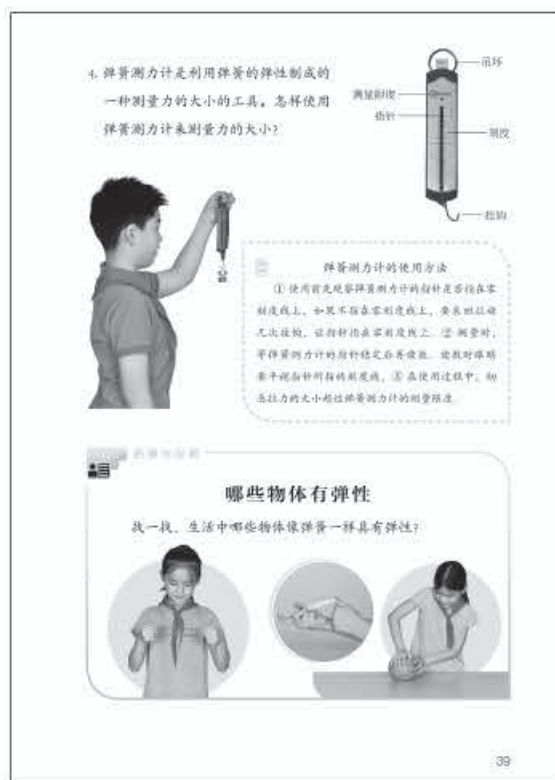 4. 弹簧测力计是利用弹簧的弹性制成的
一种测量力的大小的工具。怎样使用
弹簧测力计来测量力的大小？
吊环
测量限度
指针
刻度
挂钩
弹簧测力计的使用方法
① 使用前先观察弹簧测力计的指针是否指在零
刻度线上，如果不指在零刻度线上，要来回拉动
几次挂钩，让指针指在零刻度线上。② 测量时，
等弹簧测力计的指针稳定后再读数。读数时眼睛
要平视指针所指的刻度线。③ 在使用过程中，切
忌拉力的大小超过弹簧测力计的测量限度。
哪些物体有弹性
找一找，生活中哪些物体像弹簧一样具有弹性？
39